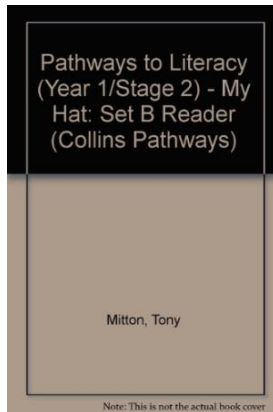 Pathways to Literacy
(Year 1/Stage 2) - My
Hat: Set B Reader
(Collins Pathways)
Mitton, Tony
Note: This is not the actual book cover